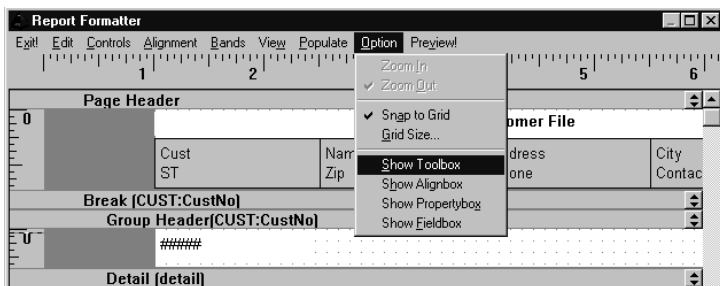 Report Formatter
Exit! Edit Controls Alignment Bands View Populate Option Preview!
1 2 5 6
Zoom In
Zoom Out
Page Header
0 Snap to Grid omer File
Grid Size...
Cust Nam dress City
ST Zip Show Toolbox one Contac
Show Alignbox
Break (CUST:CustNo) Show Propertybox
Group Header(CUST:CustNo) Show Fieldbox
0 #####
Detail (detail)